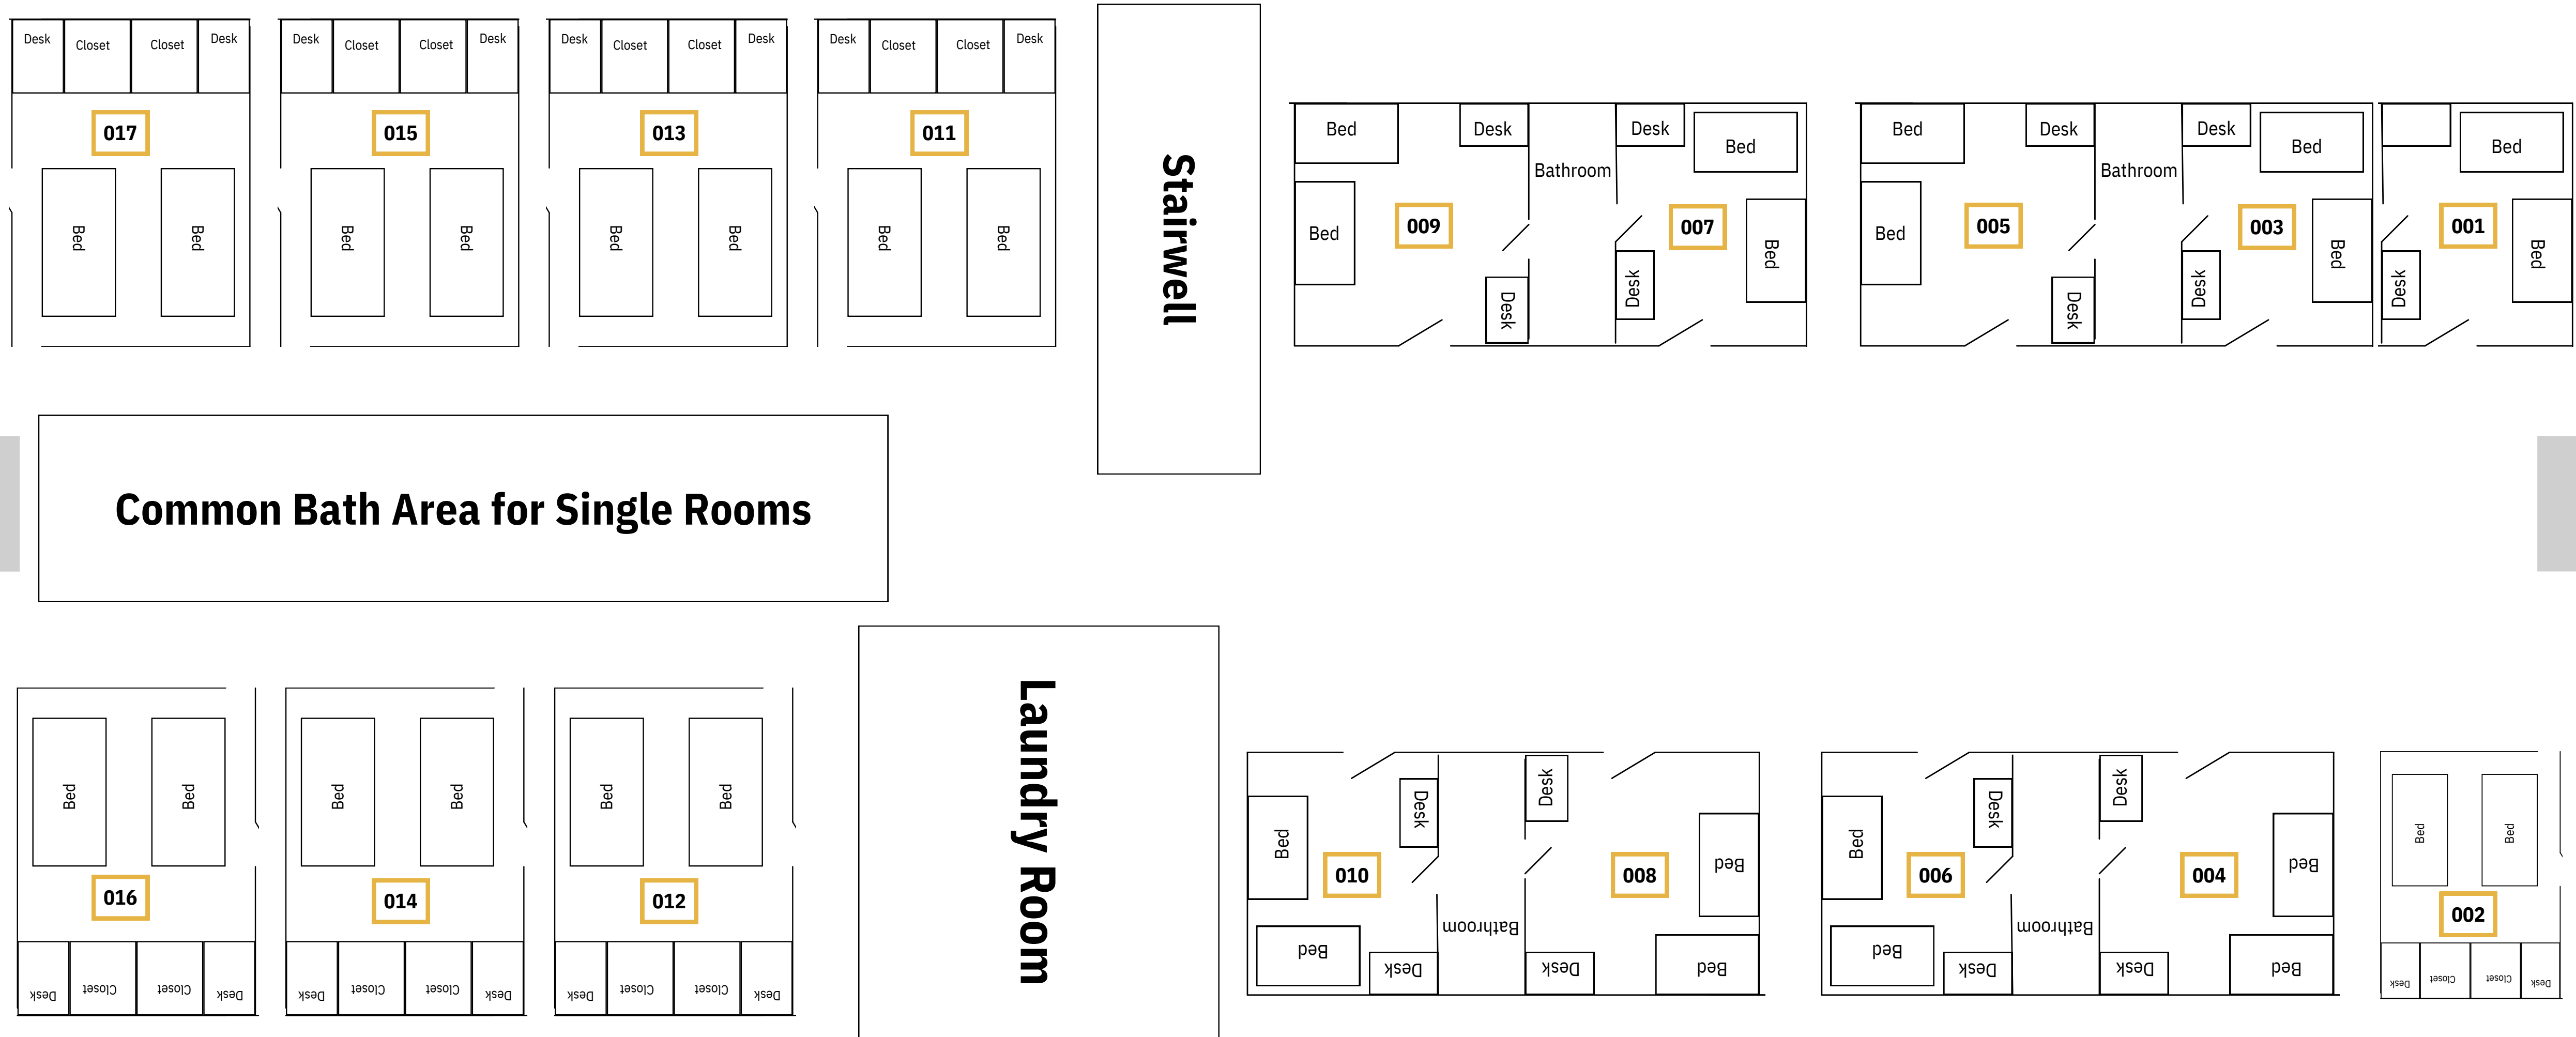 Desk Closet Closet Desk
017
Bed Bed
Desk Closet Closet Desk
015
Bed Bed
Desk Closet Closet Desk
013
Bed Bed
Desk Closet Closet Desk
011
Bed Bed
Stairwell
Bed Desk
Bathroom
Desk Bed
Bed
009
007
Bed
Desk
Desk
Bed Desk
Bathroom
Desk Bed
Bed
005
003
Bed
Desk
Desk
Bed
001
Bed
Desk
Common Bath Area for Single Rooms
Bed Bed
016
Desk Closet Closet Desk
Bed Bed
014
Desk Closet Closet Desk
Bed Bed
012
Desk Closet Closet Desk
Laundry Room
Desk
Desk
Bed
010
008
Bed
Bathroom
Bed
Desk
Desk
Bed
Desk
Desk
Bed
006
004
Bed
Bathroom
Bed
Desk
Desk
Bed
Bed Bed
002
Desk Closet Closet Desk